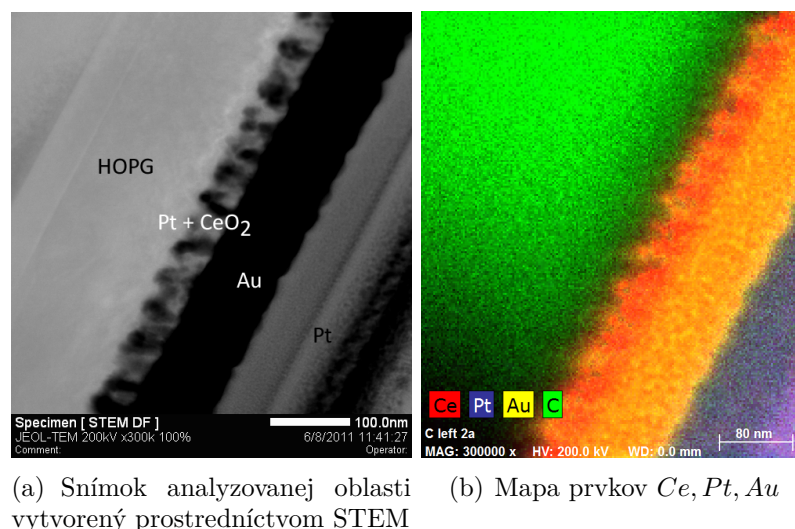 HOPG
Pt + CeO2
Au
Pt
Specimen [ STEM DF ] 100.0nm
JEOL-TEM 200kV x300k 100% 6/8/2011 11:41:27
Comment: Operator:
Ce Pt Au C
C left 2a
MAG: 300000 x HV: 200.0 kV WD: 0.0 mm
80 nm
(a) Snímok analyzovanej oblasti
vytvorený prostredníctvom STEM
(b) Mapa prvkov Ce, Pt, Au